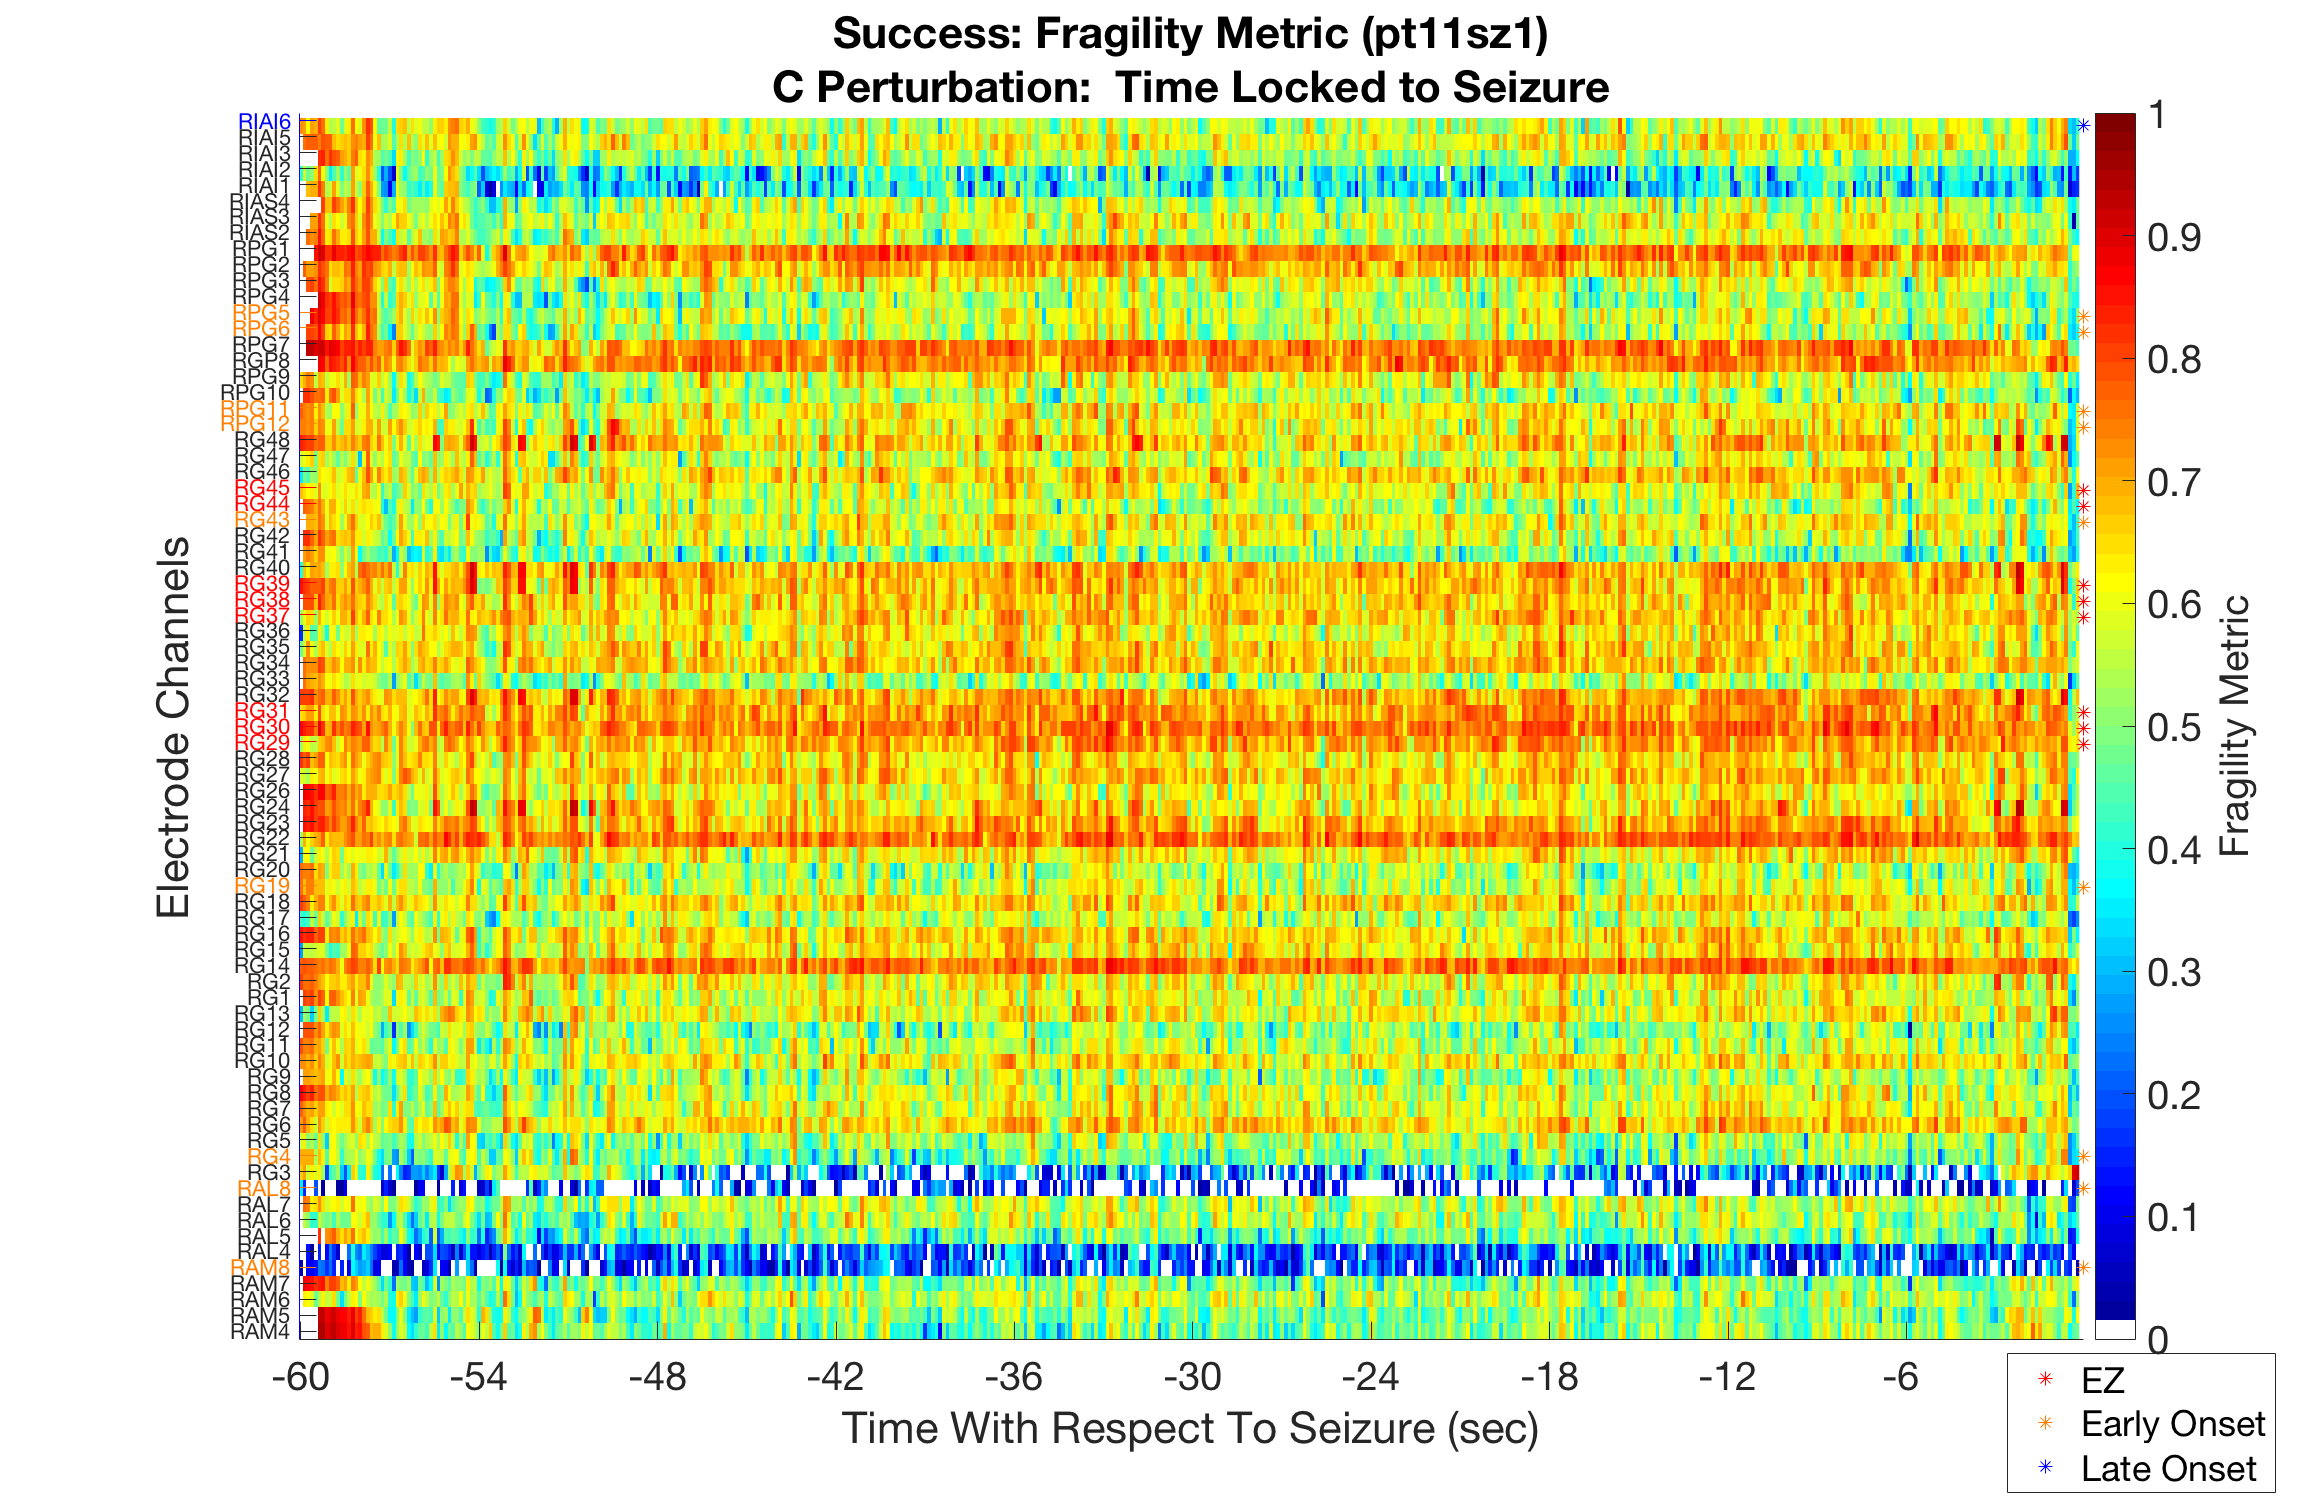 Success: Fragility Metric (pt11sz1)
C Perturbation:  Time Locked to Seizure
Electrode Channels
RIAI6
RIAI5
RIAI3
RIAI2
RIAI1
RIAS4
RIAS3
RIAS2
RPG1
RPG2
RPG3
RPG4
RPG5
RPG6
RPG7
RGP8
RPG9
RPG10
RPG11
RPG12
RG48
RG47
RG46
RG45
RG44
RG43
RG42
RG41
RG40
RG39
RG38
RG37
RG36
RG35
RG34
RG33
RG32
RG31
RG30
RG29
RG28
RG27
RG26
RG24
RG23
RG22
RG21
RG20
RG19
RG18
RG17
RG16
RG15
RG14
RG2
RG1
RG13
RG12
RG11
RG10
RG9
RG8
RG7
RG6
RG5
RG4
RG3
RAL8
RAL7
RAL6
RAL5
RAL4
RAM8
RAM7
RAM6
RAM5
RAM4
-60 -54 -48 -42 -36 -30 -24 -18 -12 -6
Time With Respect To Seizure (sec)
1
0.9
0.8
0.7
0.6
0.5
0.4
0.3
0.2
0.1
0
Fragility Metric
EZ
Early Onset
Late Onset